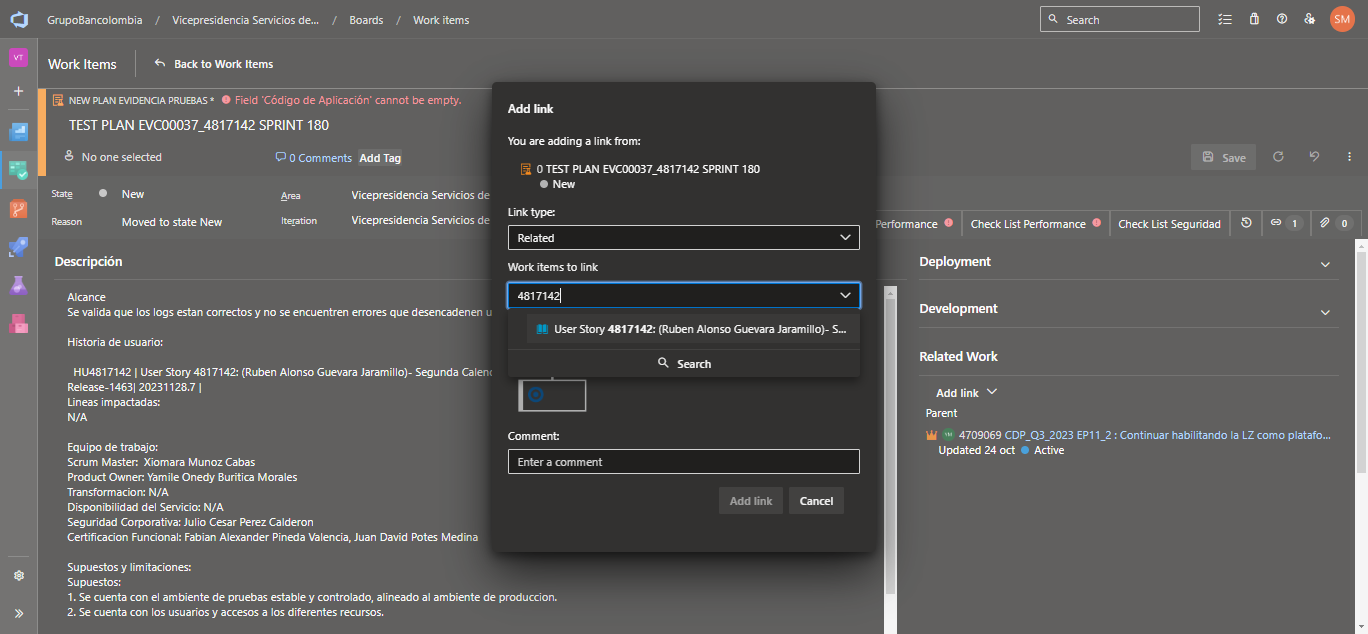 GrupoBancolombia / Vicepresidencia Servicios de... / Boards / Work items
Search
SM
VT
Work Items
Back to Work Items
NEW PLAN EVIDENCIA PRUEBAS * Field 'Código de Aplicación' cannot be empty.
TEST PLAN EVC00037_4817142 SPRINT 180
No one selected
0 Comments
Add Tag
Save
State
New
Area
Vicepresidencia Servicios de
Reason
Moved to state New
Iteration
Vicepresidencia Servicios de
Performance
Check List Performance
Check List Seguridad
1
0
Descripción
Alcance
Se valida que los logs estan correctos y no se encuentren errores que desencadenen u
Historia de usuario:
HU4817142 | User Story 4817142: (Ruben Alonso Guevara Jaramillo)- Segunda Calend
Release-1463| 20231128.7 |
Lineas impactadas:
N/A
Equipo de trabajo:
Scrum Master: Xiomara Munoz Cabas
Product Owner: Yamile Onedy Buritica Morales
Transformacion: N/A
Disponibilidad del Servicio: N/A
Seguridad Corporativa: Julio Cesar Perez Calderon
Certificacion Funcional: Fabian Alexander Pineda Valencia, Juan David Potes Medina
Supuestos y limitaciones:
Supuestos:
1. Se cuenta con el ambiente de pruebas estable y controlado, alineado al ambiente de produccion.
2. Se cuenta con los usuarios y accesos a los diferentes recursos.
Add link
You are adding a link from:
0 TEST PLAN EVC00037_4817142 SPRINT 180
New
Link type:
Related
Work items to link
4817142
User Story 4817142: (Ruben Alonso Guevara Jaramillo)- S...
Search
Comment:
Enter a comment
Add link
Cancel
Deployment
Development
Related Work
Add link
Parent
YM
4709069 CDP_Q3_2023 EP11_2 : Continuar habilitando la LZ como platafo...
Updated 24 oct
Active